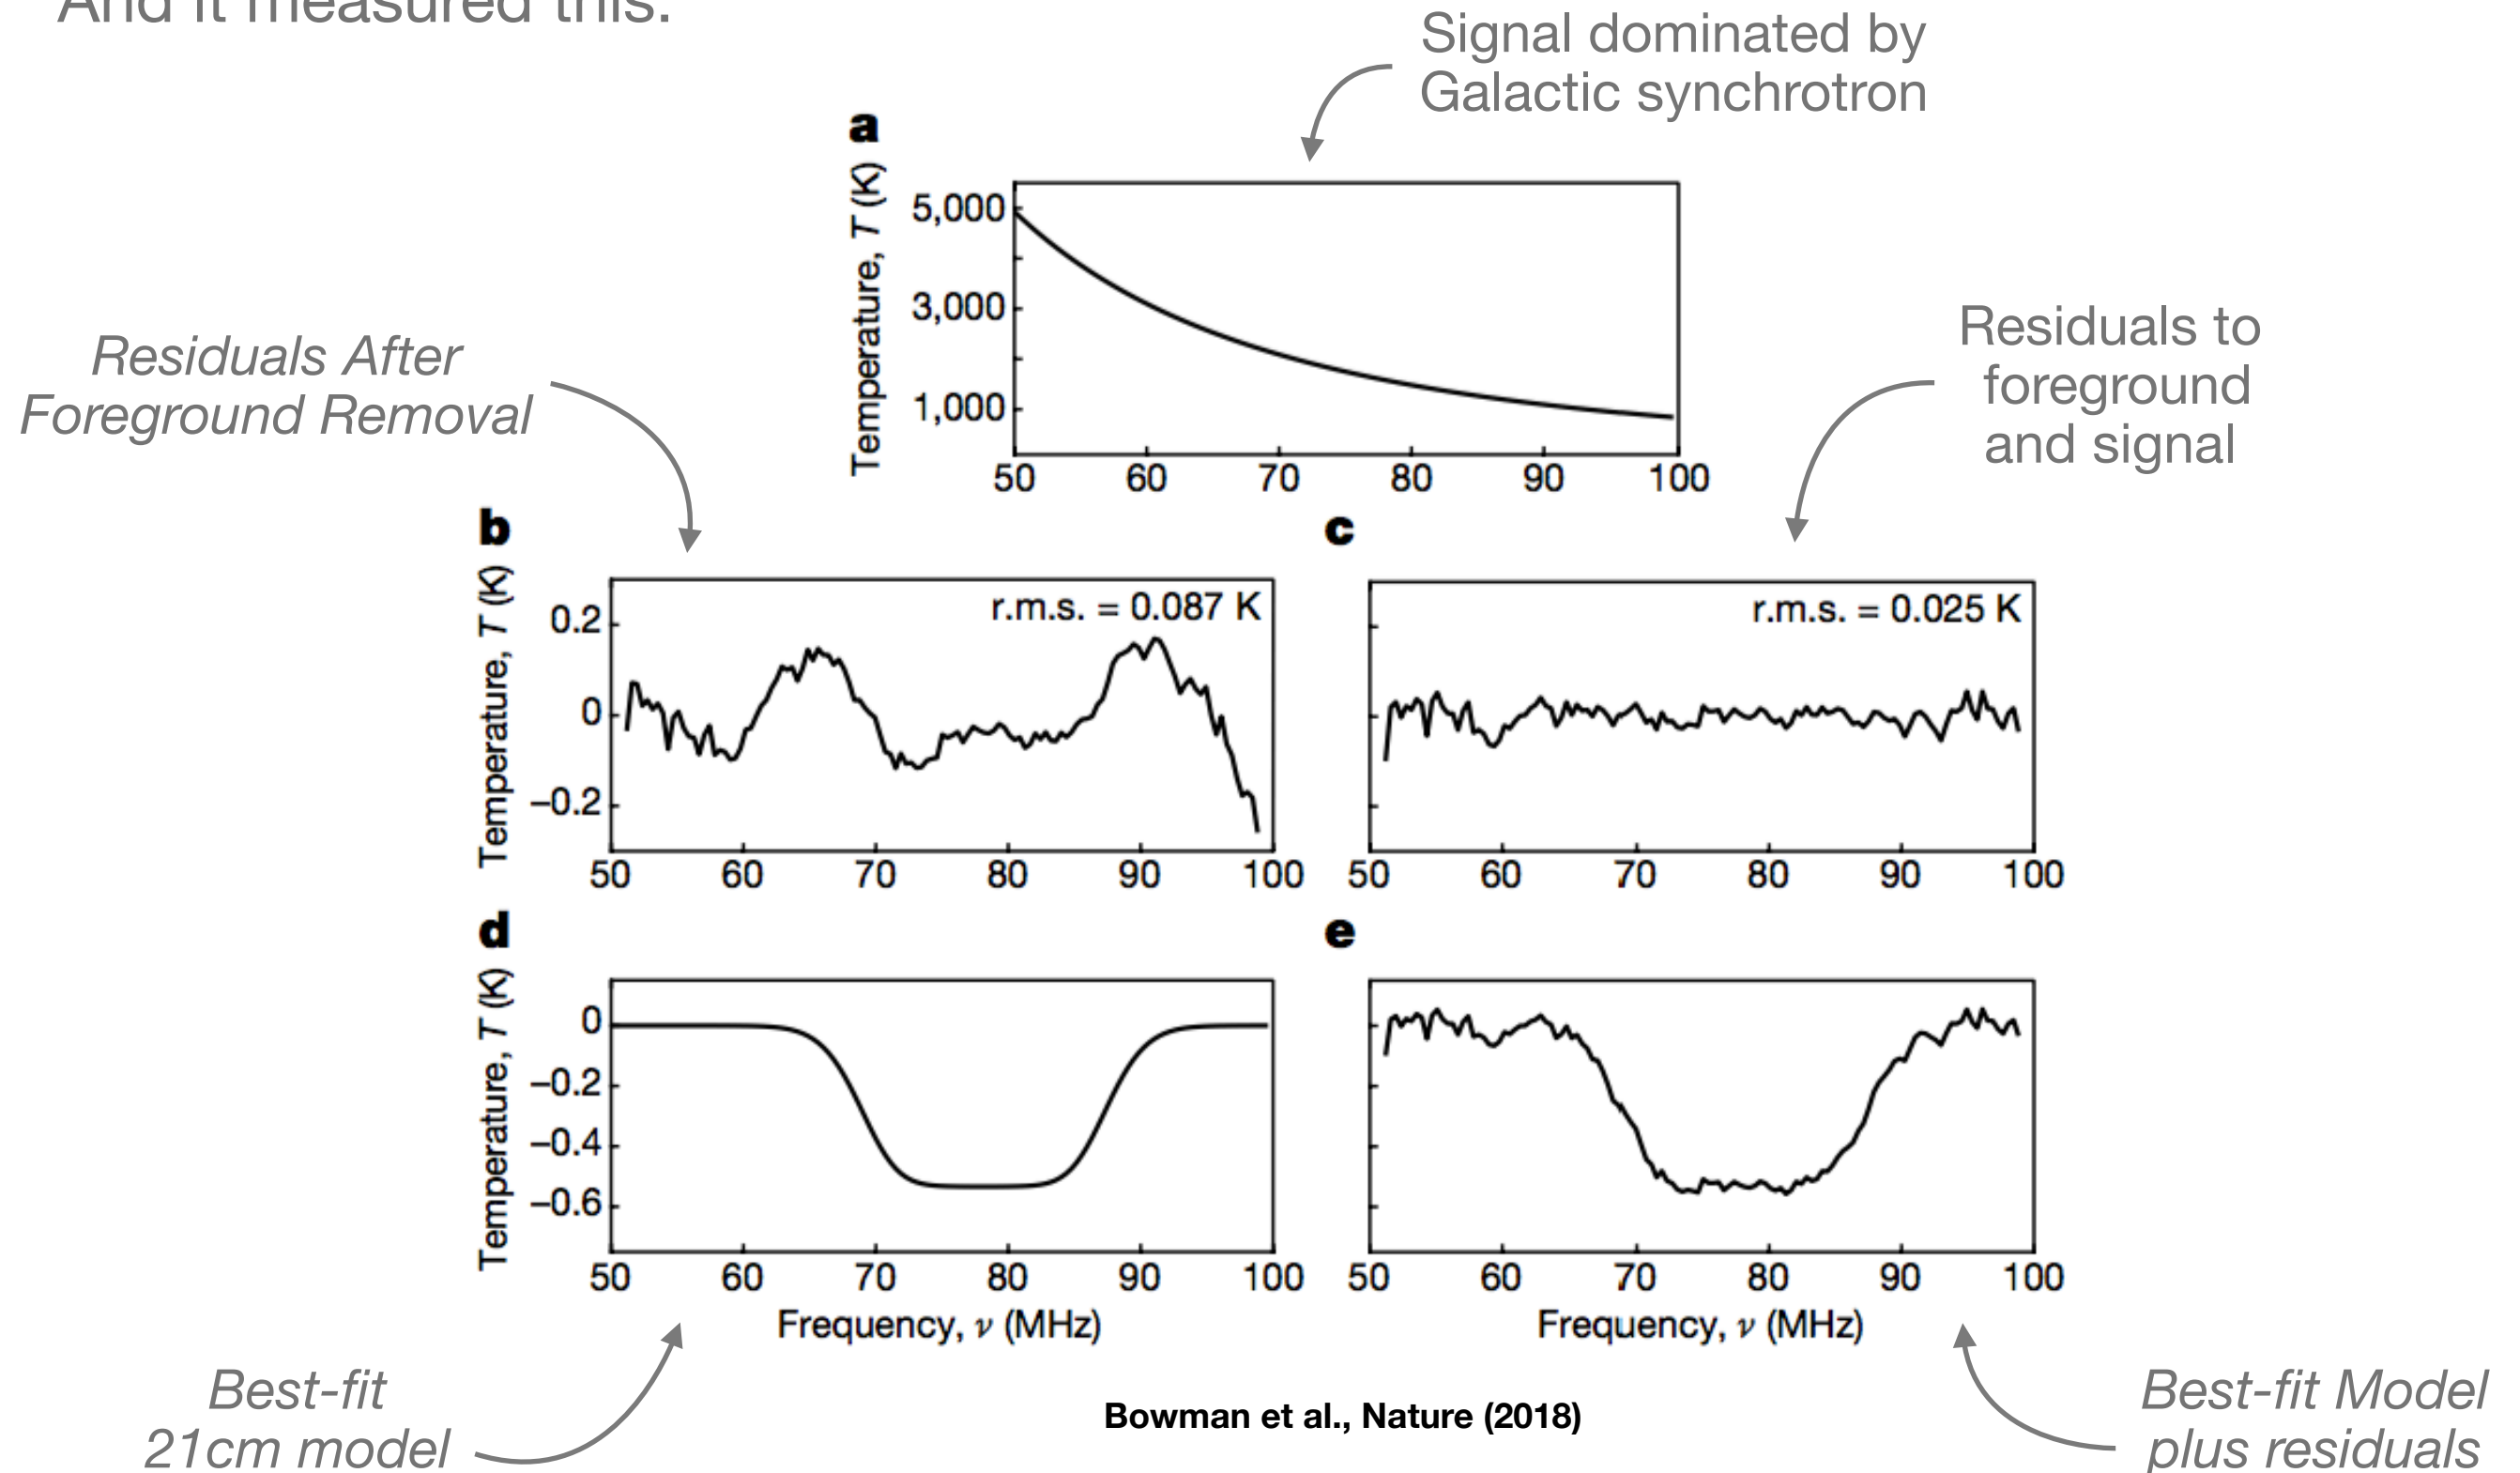 And it measured this.
Signal dominated by
Galactic synchrotron
a
Temperature, T (K)
5,000
3,000
1,000
50 60 70 80 90 100
Residuals After
Foreground Removal
Residuals to
foreground
and signal
b
Temperature, T (K)
r.m.s. = 0.087 K
0.2
0
−0.2
50 60 70 80 90 100
c
r.m.s. = 0.025 K
50 60 70 80 90 100
d
Temperature, T (K)
0
−0.2
−0.4
−0.6
50 60 70 80 90 100
Frequency, ν (MHz)
e
50 60 70 80 90 100
Frequency, ν (MHz)
Best-fit
21cm model
Bowman et al., Nature (2018)
Best-fit Model
plus residuals